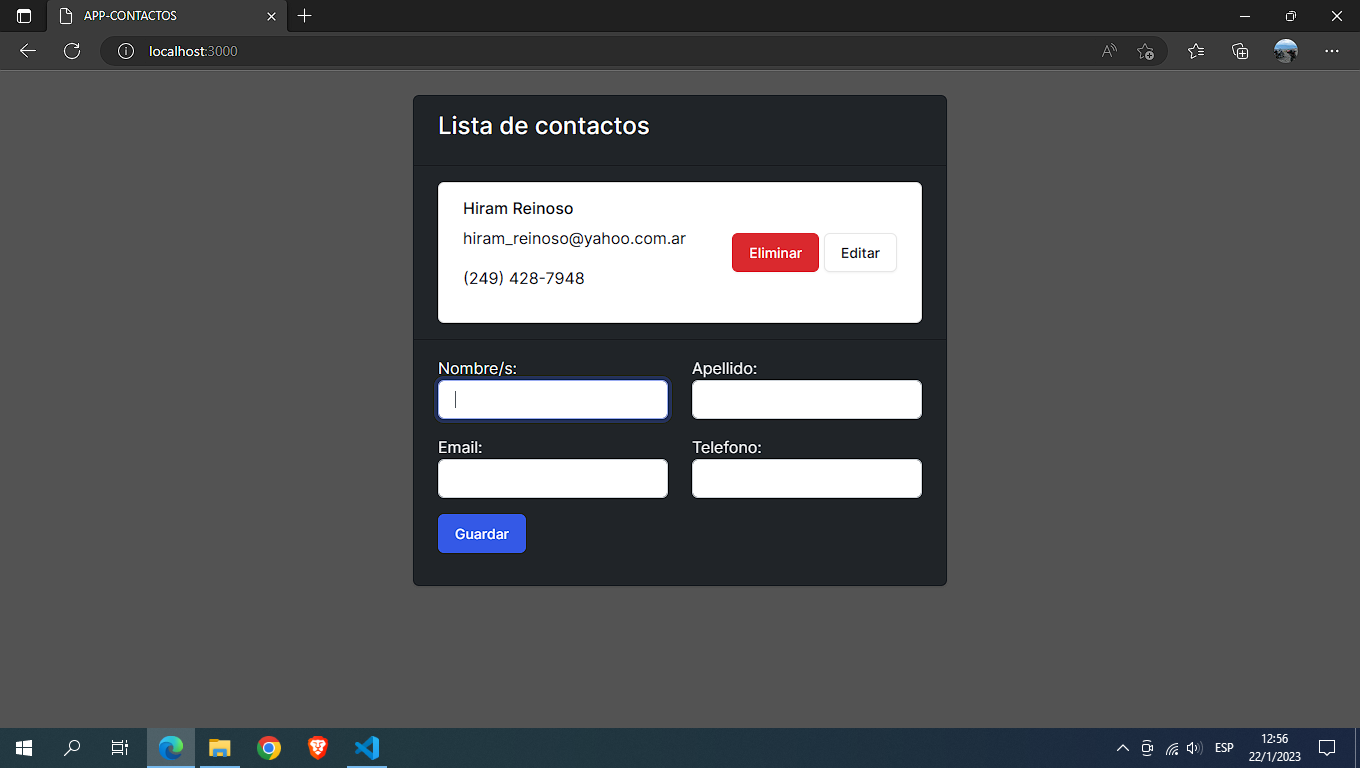 APP-CONTACTOS
localhost:3000
Lista de contactos
Hiram Reinoso
hiram_reinoso@yahoo.com.ar
(249) 428-7948
Eliminar
Editar
Nombre/s:
Apellido:
Email:
Telefono:
Guardar
ESP
12:56
22/1/2023